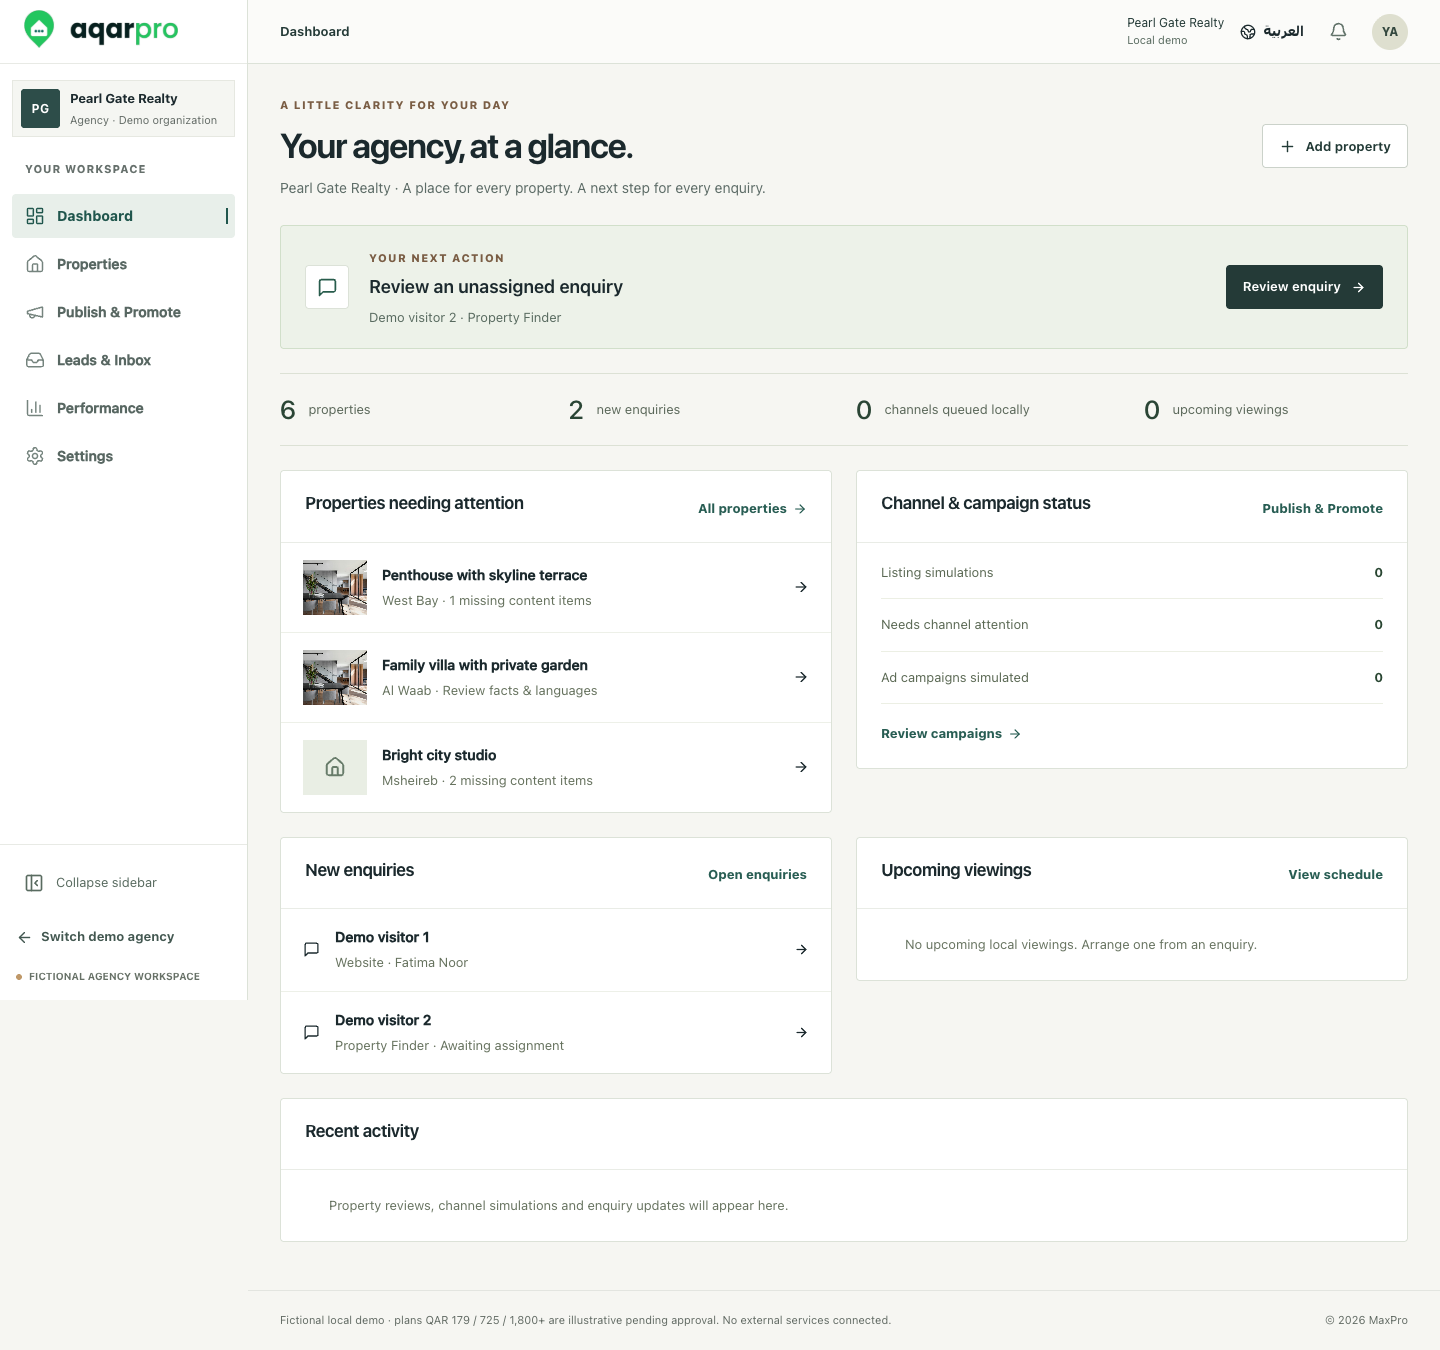 aqarpro
Dashboard
Pearl Gate Realty
Local demo
العربية
YA
PG
Pearl Gate Realty
Agency · Demo organization
YOUR WORKSPACE
Dashboard
Properties
Publish & Promote
Leads & Inbox
Performance
Settings
Collapse sidebar
Switch demo agency
FICTIONAL AGENCY WORKSPACE
A LITTLE CLARITY FOR YOUR DAY
Your agency, at a glance.
Pearl Gate Realty · A place for every property. A next step for every enquiry.
Add property
YOUR NEXT ACTION
Review an unassigned enquiry
Demo visitor 2 · Property Finder
Review enquiry
6 properties
2 new enquiries
0 channels queued locally
0 upcoming viewings
Properties needing attention
All properties
Penthouse with skyline terrace
West Bay · 1 missing content items
Family villa with private garden
Al Waab · Review facts & languages
Bright city studio
Msheireb · 2 missing content items
Channel & campaign status
Publish & Promote
Listing simulations 0
Needs channel attention 0
Ad campaigns simulated 0
Review campaigns
New enquiries
Open enquiries
Demo visitor 1
Website · Fatima Noor
Demo visitor 2
Property Finder · Awaiting assignment
Upcoming viewings
View schedule
No upcoming local viewings. Arrange one from an enquiry.
Recent activity
Property reviews, channel simulations and enquiry updates will appear here.
Fictional local demo · plans QAR 179 / 725 / 1,800+ are illustrative pending approval. No external services connected.
© 2026 MaxPro